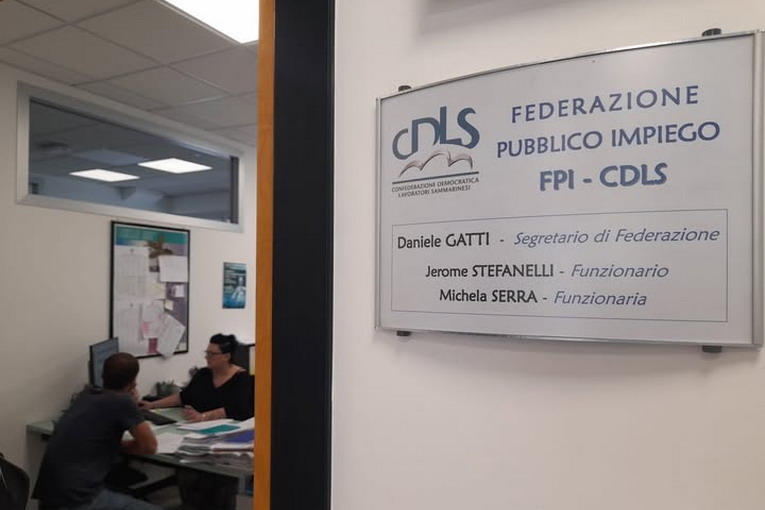 CDLS
CONFEDERAZIONE DEMOCRATICA
LAVORATORI SAMMARINESI
FEDERAZIONE
PUBBLICO IMPIEGO
FPI - CDLS
Daniele GATTI - Segretario di Federazione
Jerome STEFANELLI - Funzionario
Michela SERRA - Funzionaria